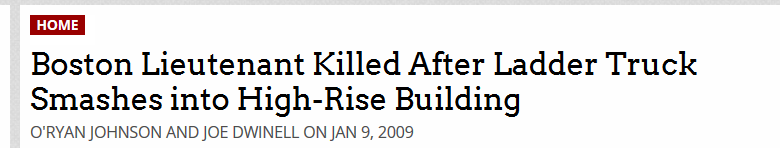 HOME
Boston Lieutenant Killed After Ladder Truck
Smashes into High-Rise Building
O'RYAN JOHNSON AND JOE DWINELL ON JAN 9, 2009